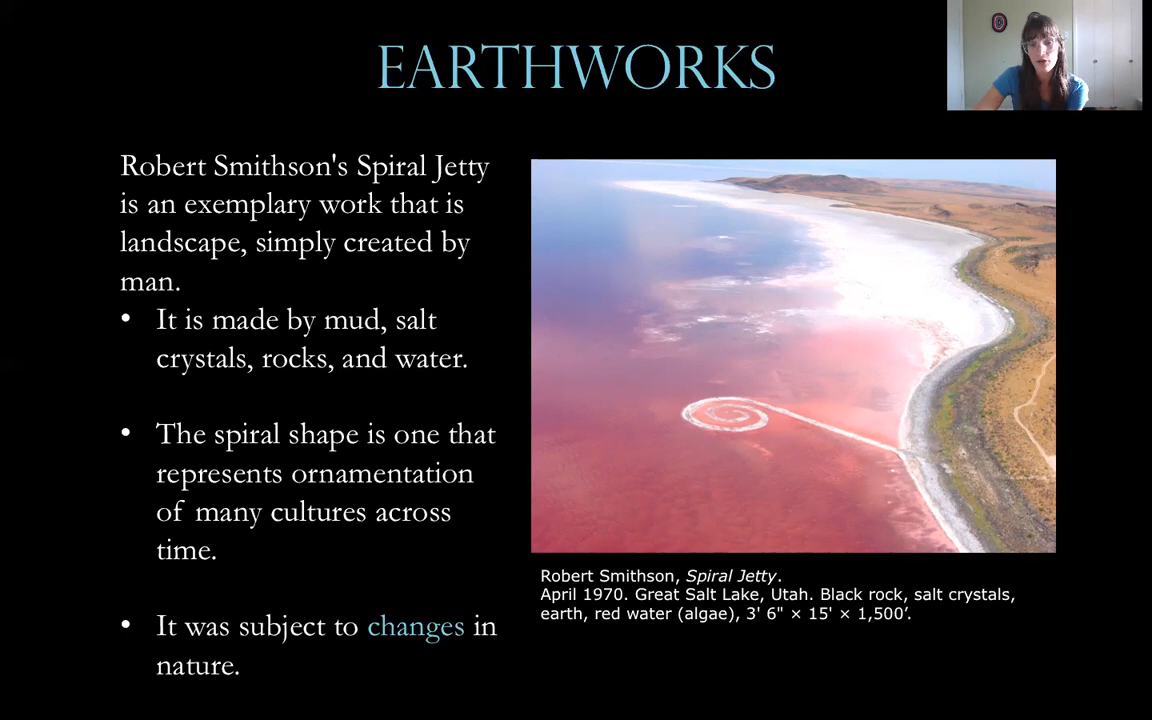 EARTHWORKS
Robert Smithson's Spiral Jetty
is an exemplary work that is
landscape, simply created by
man.
• It is made by mud, salt
crystals, rocks, and water.
• The spiral shape is one that
represents ornamentation
of many cultures across
time.
• It was subject to changes in
nature.
Robert Smithson, Spiral Jetty.
April 1970. Great Salt Lake, Utah. Black rock, salt crystals,
earth, red water (algae), 3' 6" × 15' × 1,500'.